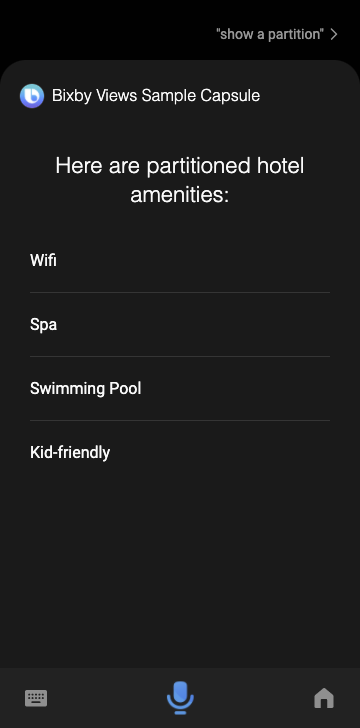 "show a partition"
Bixby Views Sample Capsule
Here are partitioned hotel
amenities:
Wifi
Spa
Swimming Pool
Kid-friendly